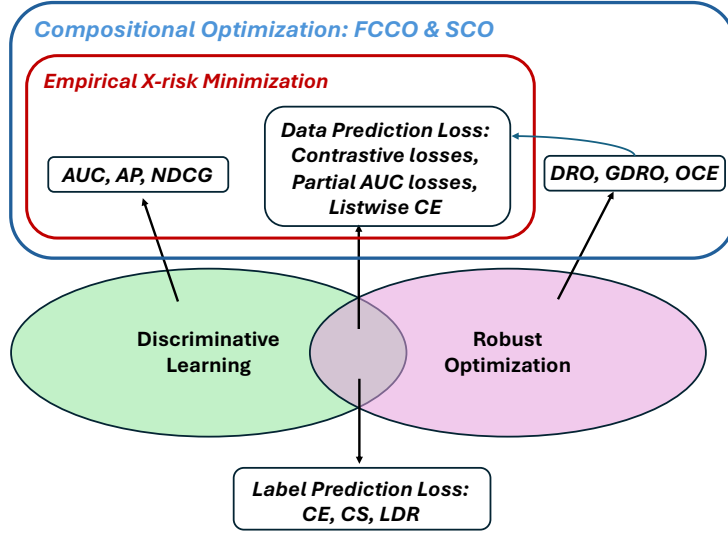 Compositional Optimization: FCCO & SCO
Empirical X-risk Minimization
Data Prediction Loss:
Contrastive losses,
Partial AUC losses,
Listwise CE
AUC, AP, NDCG
DRO, GDRO, OCE
Discriminative
Learning
Robust
Optimization
Label Prediction Loss:
CE, CS, LDR